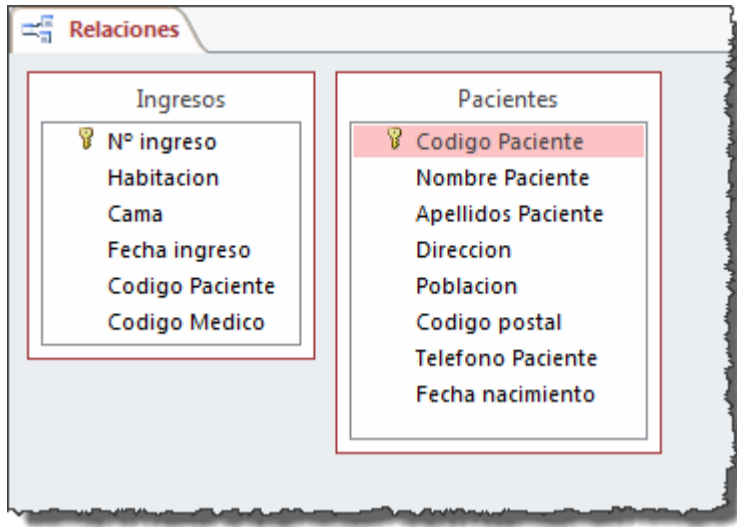 Relaciones
Ingresos
Nº ingreso
Habitacion
Cama
Fecha ingreso
Codigo Paciente
Codigo Medico
Pacientes
Codigo Paciente
Nombre Paciente
Apellidos Paciente
Direccion
Poblacion
Codigo postal
Telefono Paciente
Fecha nacimiento